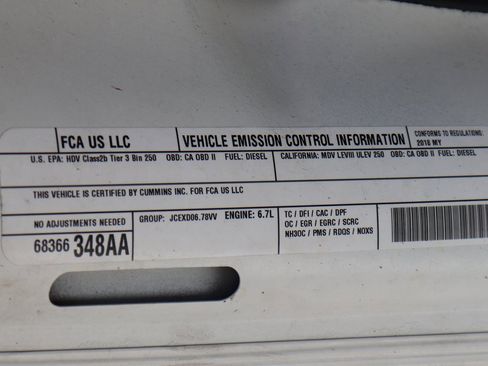 FCA US LLC VEHICLE EMISSION CONTROL INFORMATION CONFORMS TO REGULATIONS:
2018 MY
U.S. EPA: HDV Class2b Tier 3 Bin 250 OBD: CA OBD II FUEL: DIESEL CALIFORNIA: MDV LEVIII ULEV 250 OBD: CA OBD II FUEL: DIESEL
THIS VEHICLE IS CERTIFIED BY CUMMINS INC. FOR FCA US LLC
NO ADJUSTMENTS NEEDED
68366 348AA
GROUP: JCEXD06.78VV ENGINE: 6.7L
TC / DFI / CAC / DPF
OC / EGR / EGRC / SCRC
NH3OC / PMS / RDQS / NOXS